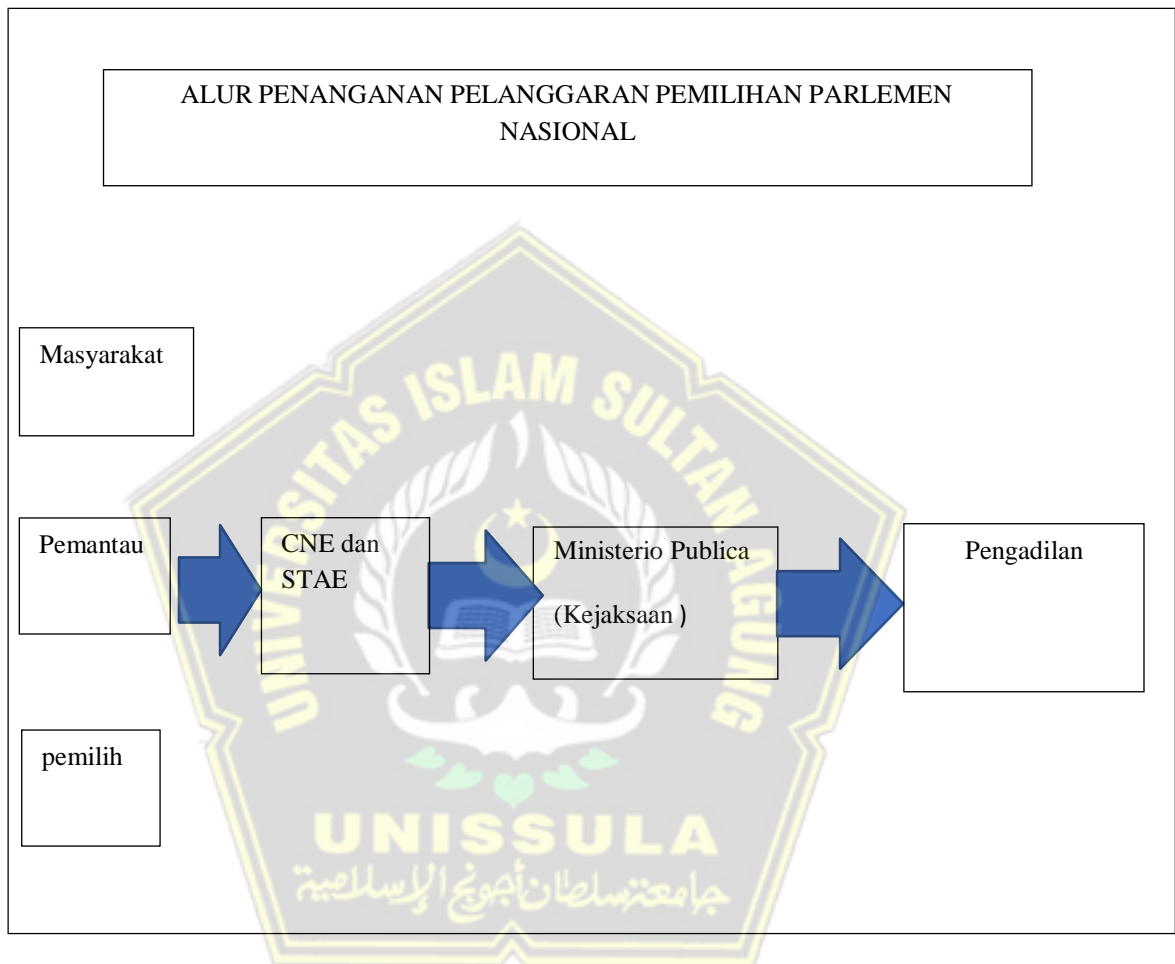 ALUR PENANGANAN PELANGGARAN PEMILIHAN PARLEMEN
NASIONAL
Masyarakat
Pemantau
CNE dan
STAE
Ministerio Publica
(Kejaksaan )
Pengadilan
pemilih
UNIVERSITAS ISLAM SULTAN AGUNG
UNISSULA
جامعتنسلطان أجونج الإسلامية